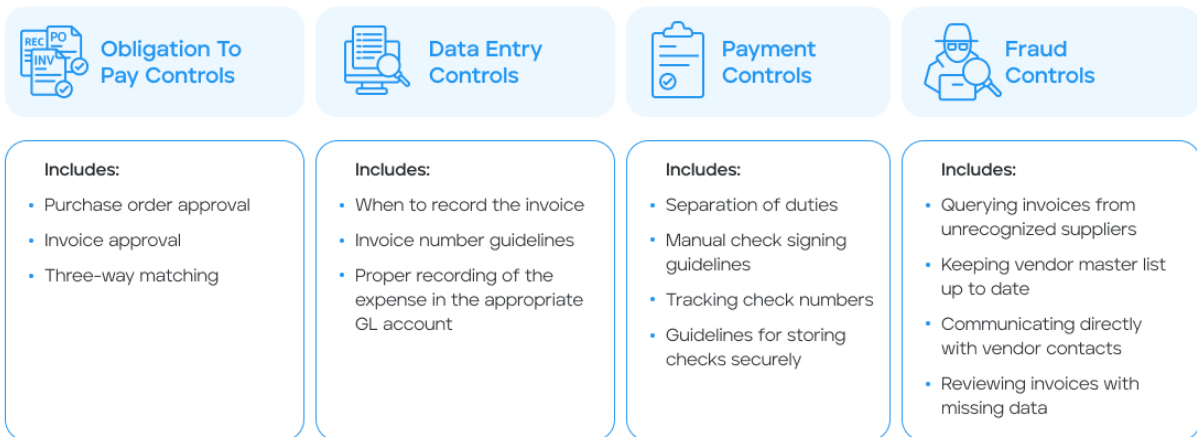 REC
PO
INV
Obligation To
Pay Controls
Data Entry
Controls
Payment
Controls
Fraud
Controls
Includes:
• Purchase order approval
• Invoice approval
• Three-way matching
Includes:
• When to record the invoice
• Invoice number guidelines
• Proper recording of the
expense in the appropriate
GL account
Includes:
• Separation of duties
• Manual check signing
guidelines
• Tracking check numbers
• Guidelines for storing
checks securely
Includes:
• Querying invoices from
unrecognized suppliers
• Keeping vendor master list
up to date
• Communicating directly
with vendor contacts
• Reviewing invoices with
missing data